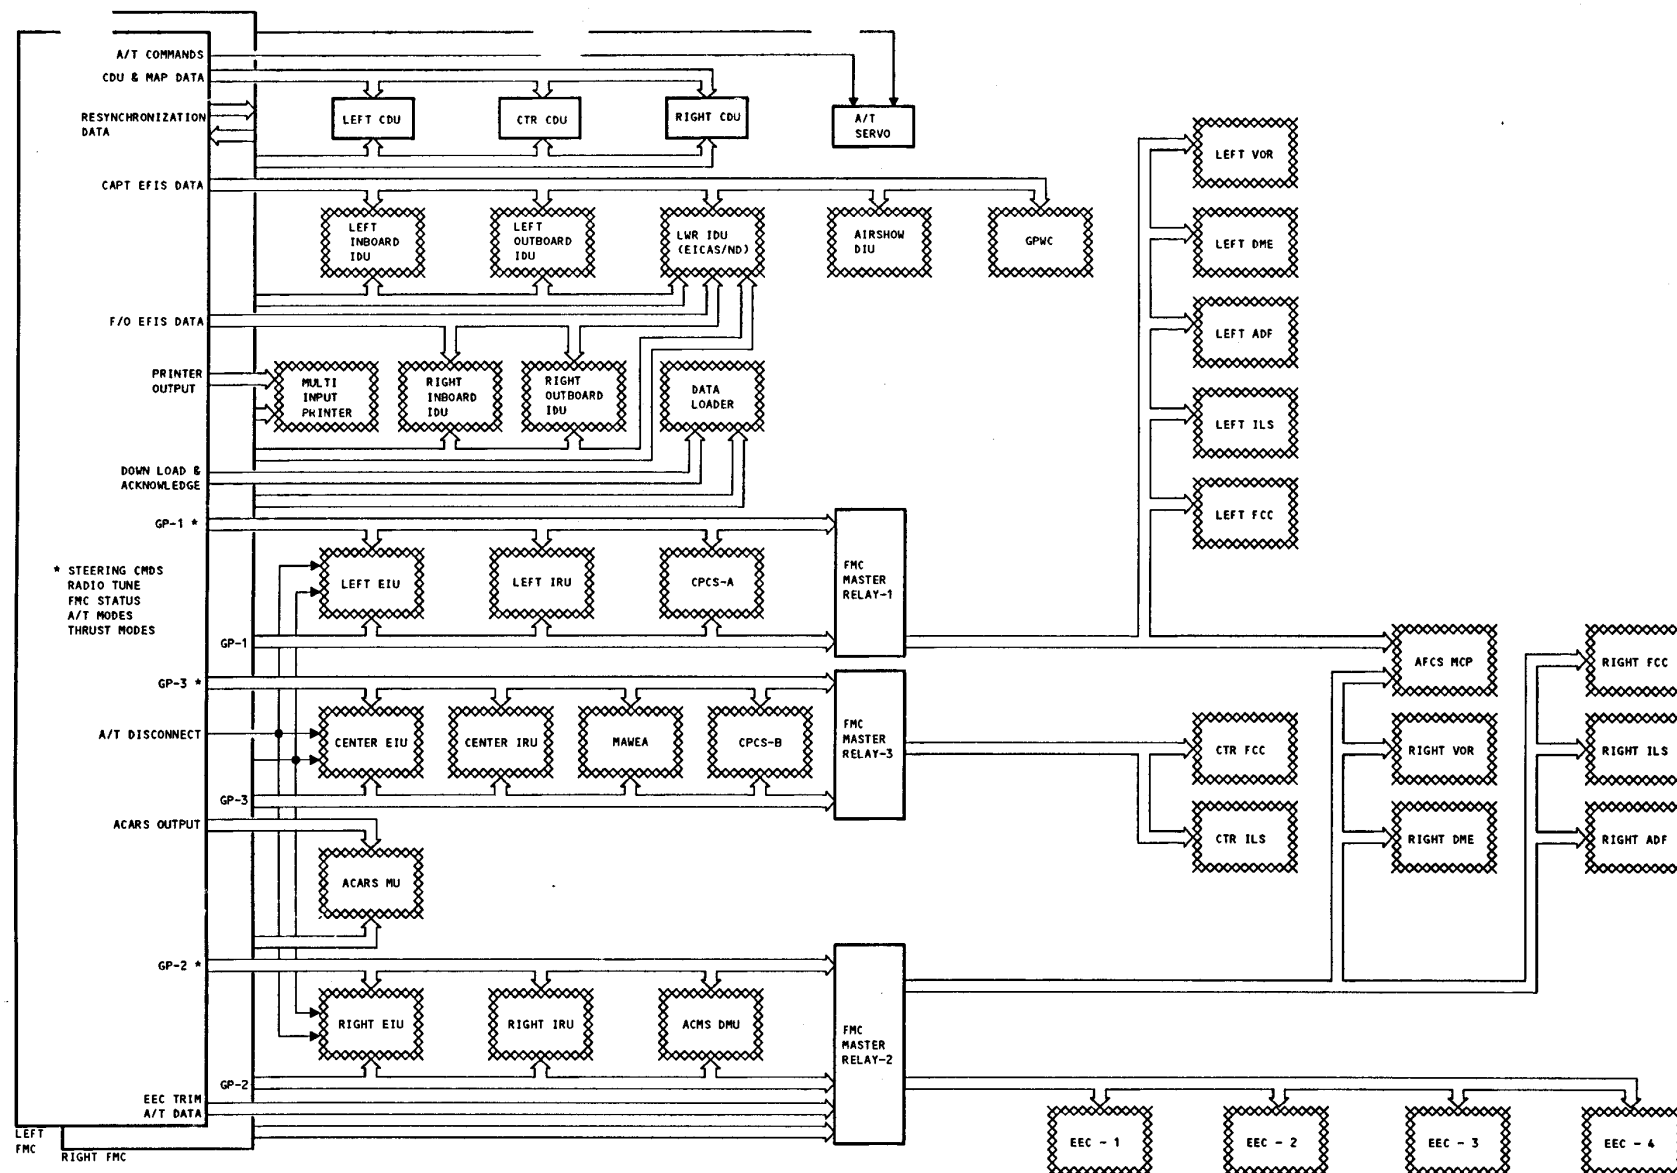 A/T COMMANDS
CDU & MAP DATA
RESYNCHRONIZATION
DATA
LEFT CDU
CTR CDU
RIGHT CDU
A/T
SERVO
CAPT EFIS DATA
LEFT
INBOARD
IDU
LEFT
OUTBOARD
IDU
LWR IDU
(EICAS/ND)
AIRSHOW
DIU
GPWC
LEFT VOR
LEFT DME
LEFT ADF
LEFT ILS
LEFT FCC
F/O EFIS DATA
PRINTER
OUTPUT
MULTI
INPUT
PRINTER
RIGHT
INBOARD
IDU
RIGHT
OUTBOARD
IDU
DATA
LOADER
DOWN LOAD &
ACKNOWLEDGE
GP-1 *
* STEERING CMDS
RADIO TUNE
FMC STATUS
A/T MODES
THRUST MODES
LEFT EIU
LEFT IRU
CPCS-A
FMC
MASTER
RELAY-1
GP-1
GP-3 *
A/T DISCONNECT
CENTER EIU
CENTER IRU
MAWEA
CPCS-B
FMC
MASTER
RELAY-3
GP-3
AFCS MCP
RIGHT FCC
CTR FCC
RIGHT VOR
RIGHT ILS
CTR ILS
RIGHT DME
RIGHT ADF
ACARS OUTPUT
ACARS MU
GP-2 *
RIGHT EIU
RIGHT IRU
ACMS DMU
FMC
MASTER
RELAY-2
GP-2
EEC TRIM
A/T DATA
EEC - 1
EEC - 2
EEC - 3
EEC - 4
LEFT
FMC
RIGHT FMC